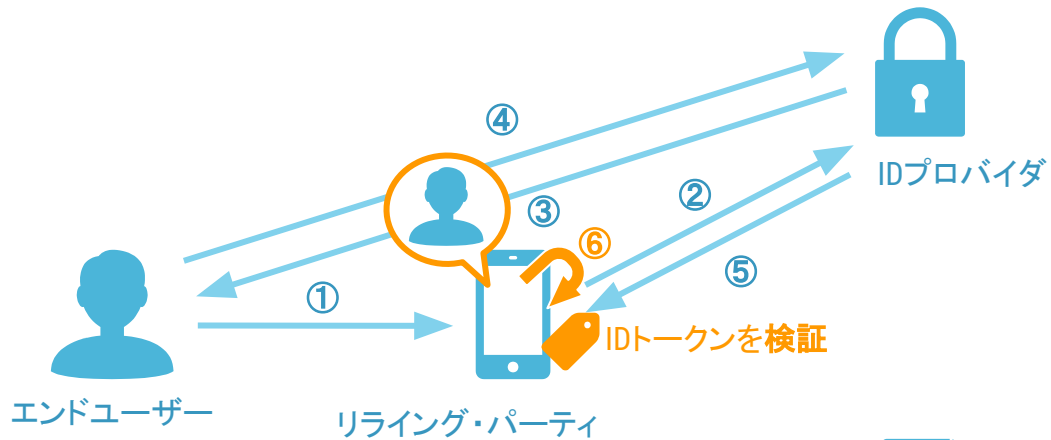 ④
IDプロバイダ
②
③
⑥
⑤
①
IDトークンを検証
エンドユーザー
リライング・パーティ